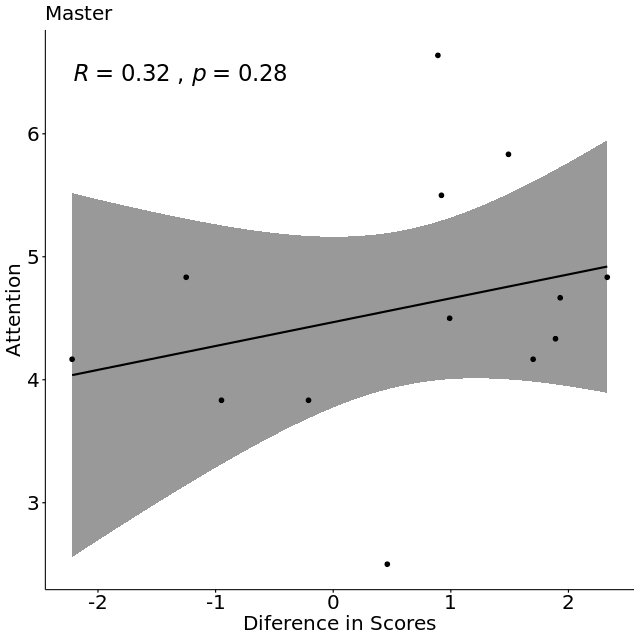 Master
R = 0.32 , p = 0.28
6
5
4
3
Attention
-2 -1 0 1 2
Diference in Scores